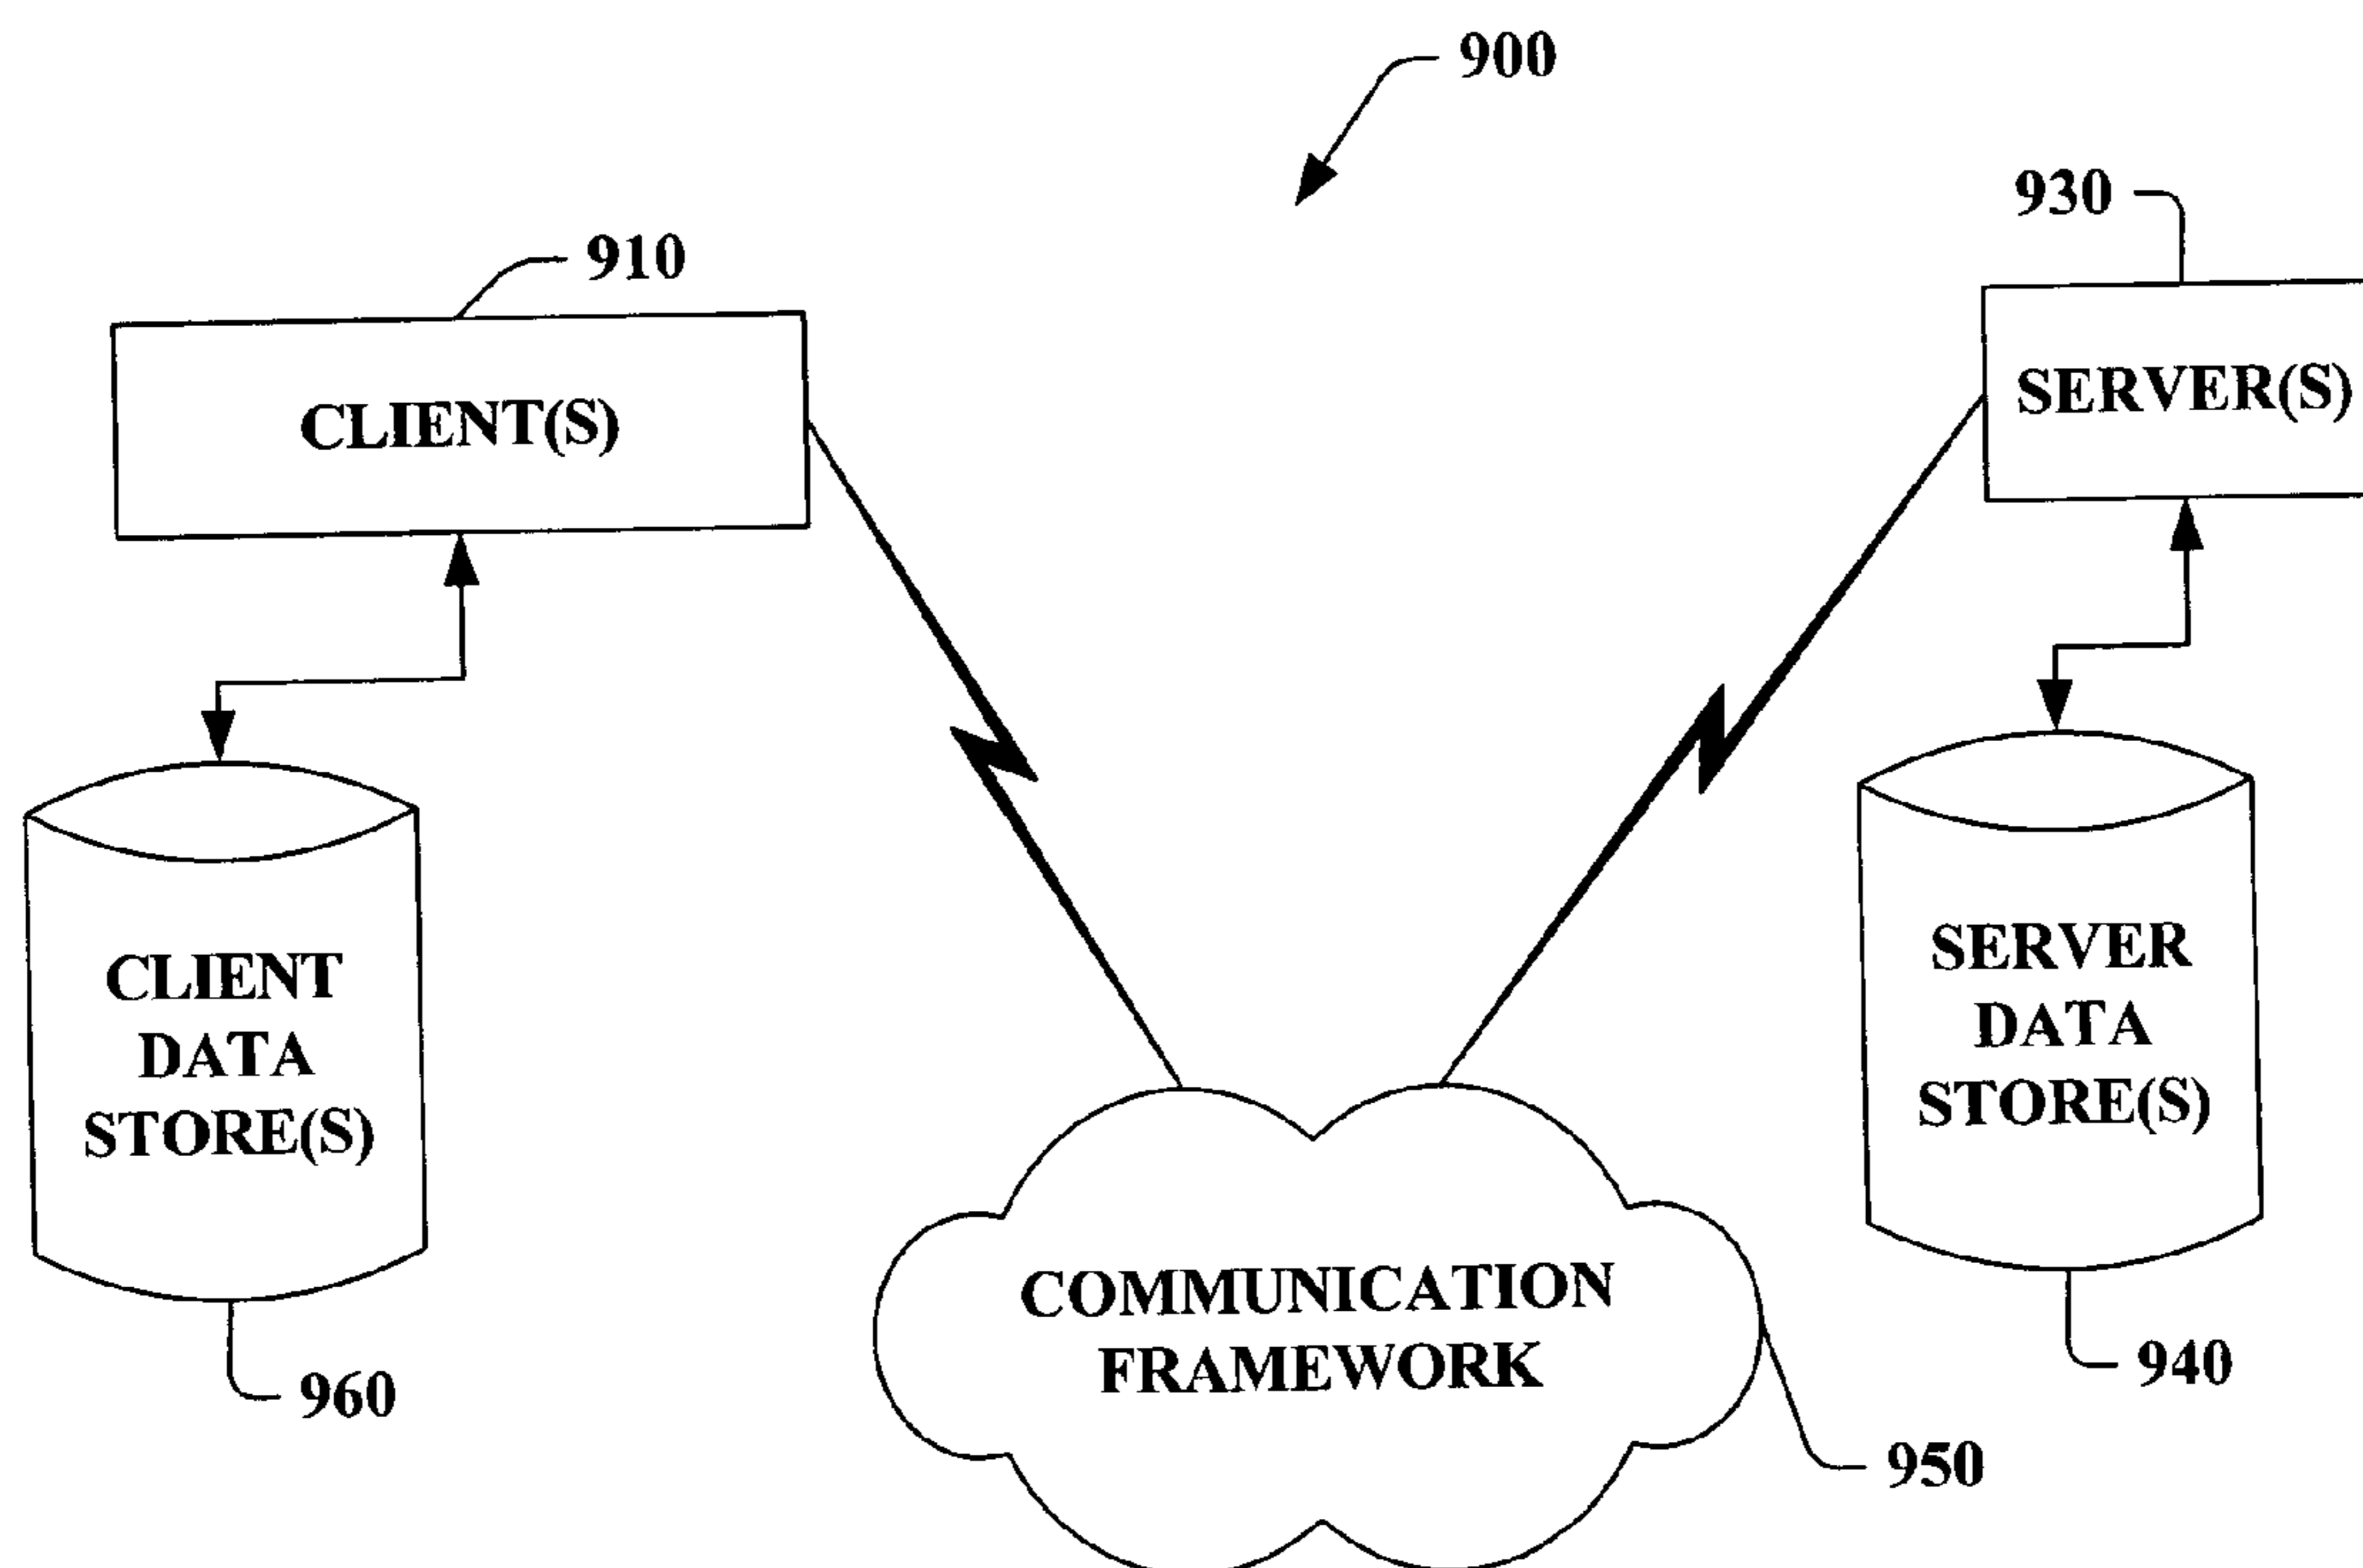 900
930
910
CLIENT(S)
SERVER(S)
CLIENT
DATA
STORE(S)
SERVER
DATA
STORE(S)
COMMUNICATION
FRAMEWORK
960
940
950